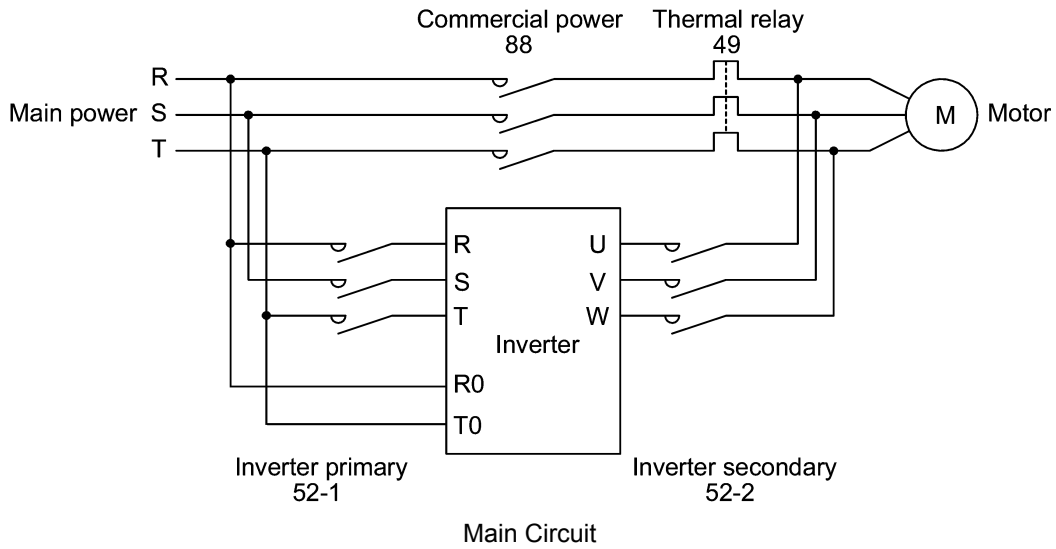 Commercial power Thermal relay
88 49
R
Main power S M Motor
T
R U
S V
T W
Inverter
R0
T0
Inverter primary Inverter secondary
52-1 52-2
Main Circuit